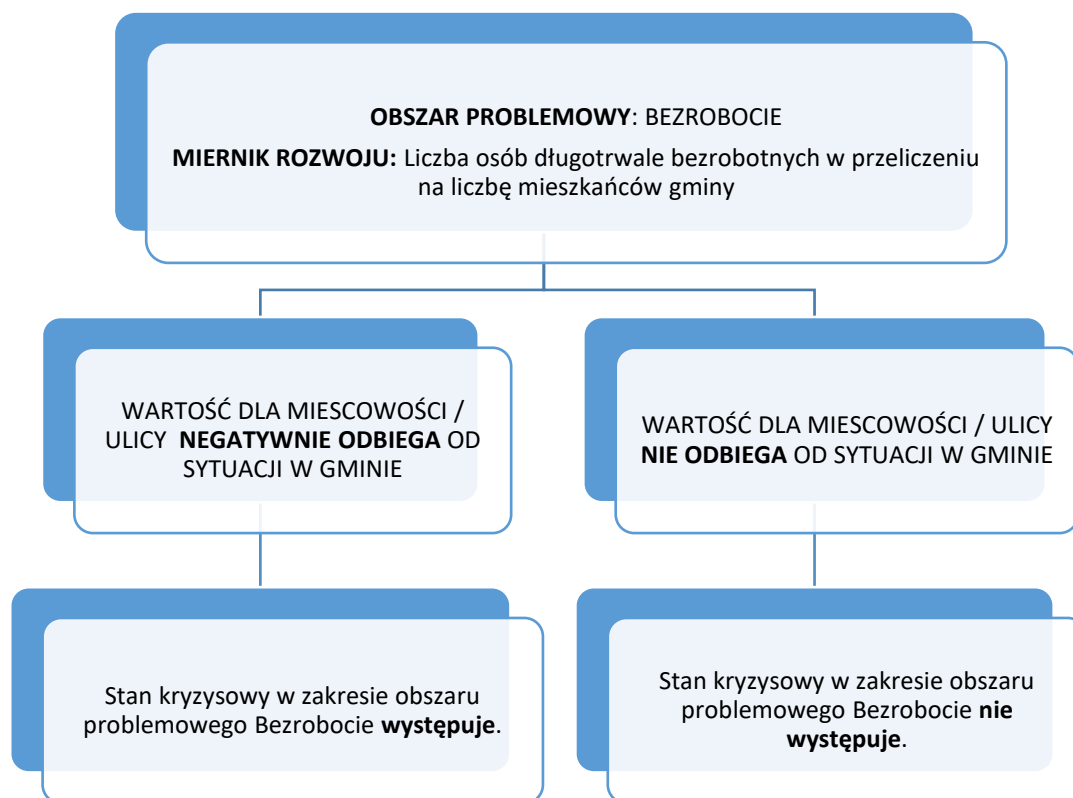 OBSZAR PROBLEMOWY: BEZROBOCIE
MIERNIK ROZWOJU: Liczba osób długotrwale bezrobotnych w przeliczeniu
na liczbę mieszkańców gminy
WARTOŚĆ DLA MIESCOWOŚCI /
ULICY NEGATYWNIE ODBIEGA OD
SYTUACJI W GMINIE
WARTOŚĆ DLA MIESCOWOŚCI / ULICY
NIE ODBIEGA OD SYTUACJI W GMINIE
Stan kryzysowy w zakresie obszaru
problemowego Bezrobocie występuje.
Stan kryzysowy w zakresie obszaru
problemowego Bezrobocie nie
występuje.